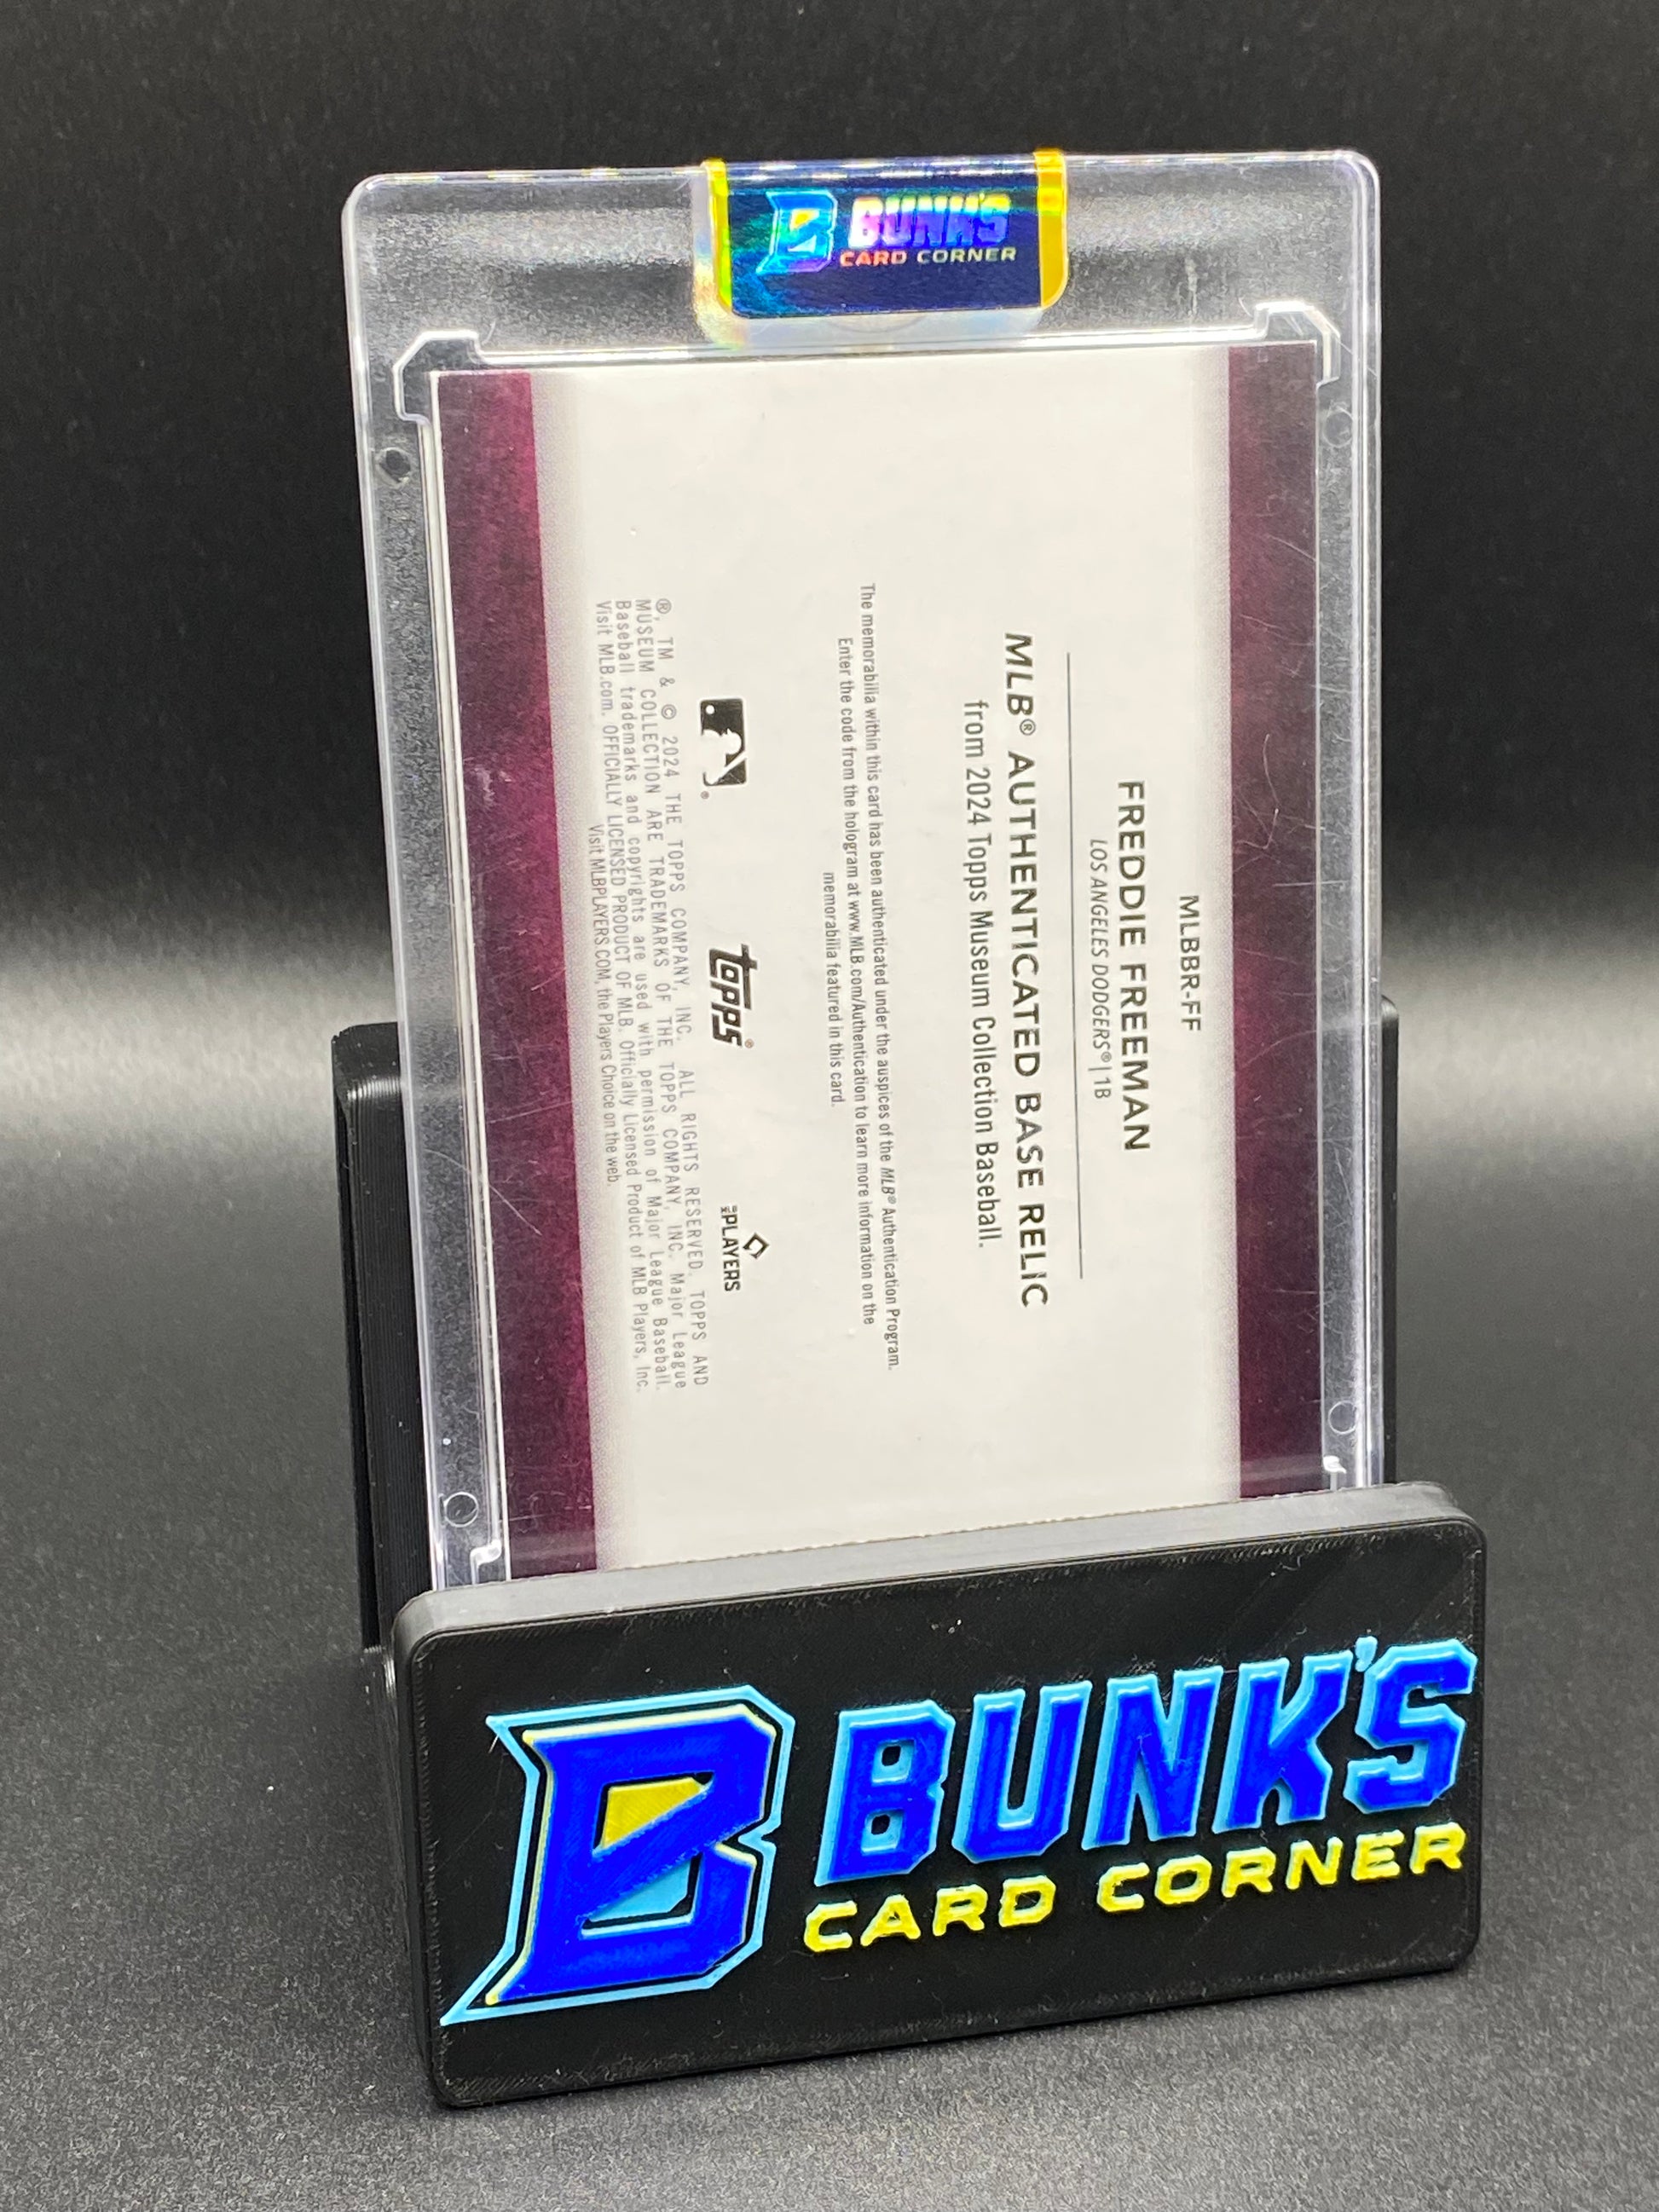 BUNK'S
CARD CORNER
MLBBR-FF
FREDDIE FREEMAN
LOS ANGELES DODGERS® | 1B
MLB® AUTHENTICATED BASE RELIC
from 2024 Topps Museum Collection Baseball.
The memorabilia within this card has been authenticated under the auspices of the MLB® Authentication Program.
Enter the code from the hologram at www.MLB.com/Authentication to learn more information on the
memorabilia featured in this card.
topps®
MLB PLAYERS
®, TM & © 2024 THE TOPPS COMPANY, INC. ALL RIGHTS RESERVED. TOPPS AND
MUSEUM COLLECTION ARE TRADEMARKS OF THE TOPPS COMPANY, INC. Major League
Baseball trademarks and copyrights are used with permission of Major League Baseball.
Visit MLB.com. OFFICIALLY LICENSED PRODUCT OF MLB. Officially Licensed Product of MLB Players, Inc.
Visit MLBPLAYERS.COM, the Players Choice on the web.
B BUNK'S
CARD CORNER